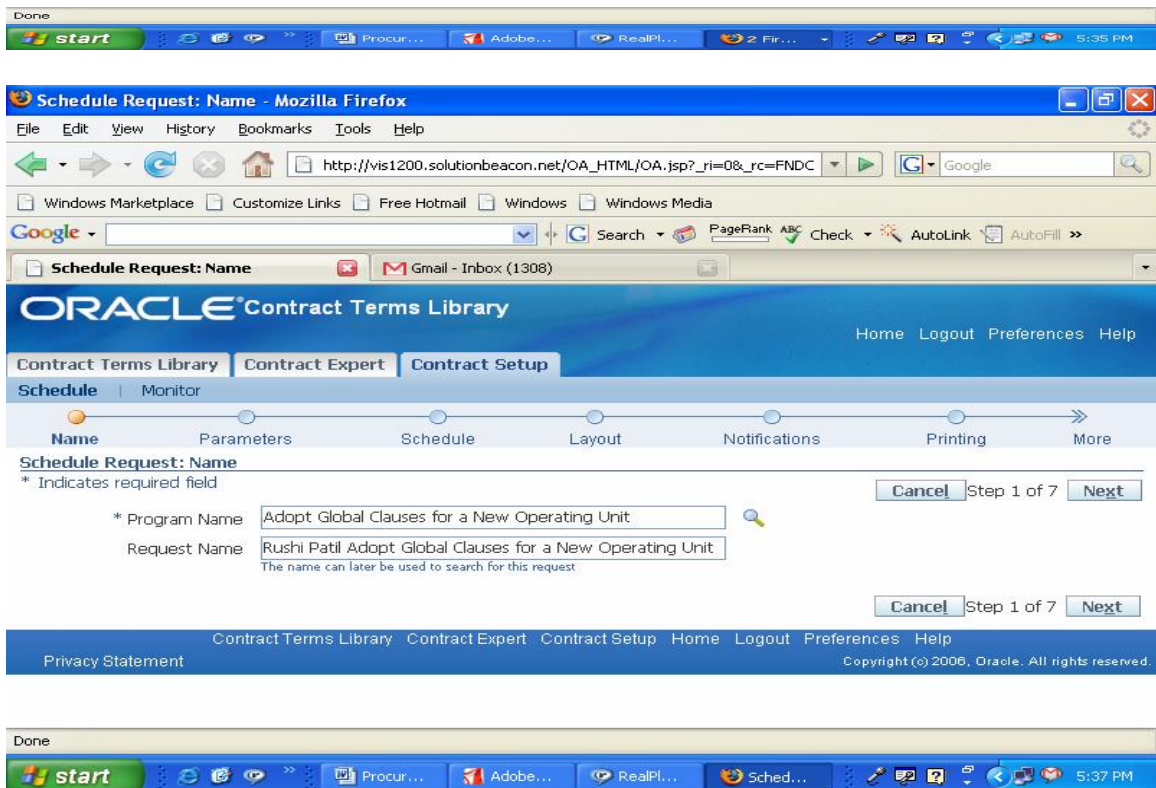 Done
start » Procur... Adobe... RealPl... 2 Fir... 5:35 PM
Schedule Request: Name - Mozilla Firefox
File Edit View History Bookmarks Tools Help
http://vis1200.solutionbeacon.net/OA_HTML/OA.jsp?_ri=0&_rc=FNDC G Google
Windows Marketplace Customize Links Free Hotmail Windows Windows Media
Google G Search PageRank ABC Check AutoLink AutoFill »
Schedule Request: Name Gmail - Inbox (1308)
ORACLE® Contract Terms Library
Home Logout Preferences Help
Contract Terms Library Contract Expert Contract Setup
Schedule | Monitor
Name Parameters Schedule Layout Notifications Printing More
Schedule Request: Name
* Indicates required field
Cancel Step 1 of 7 Next
* Program Name Adopt Global Clauses for a New Operating Unit
Request Name Rushi Patil Adopt Global Clauses for a New Operating Unit
The name can later be used to search for this request
Cancel Step 1 of 7 Next
Contract Terms Library Contract Expert Contract Setup Home Logout Preferences Help
Privacy Statement Copyright (c) 2006, Oracle. All rights reserved.
Done
start » Procur... Adobe... RealPl... Sched... 5:37 PM